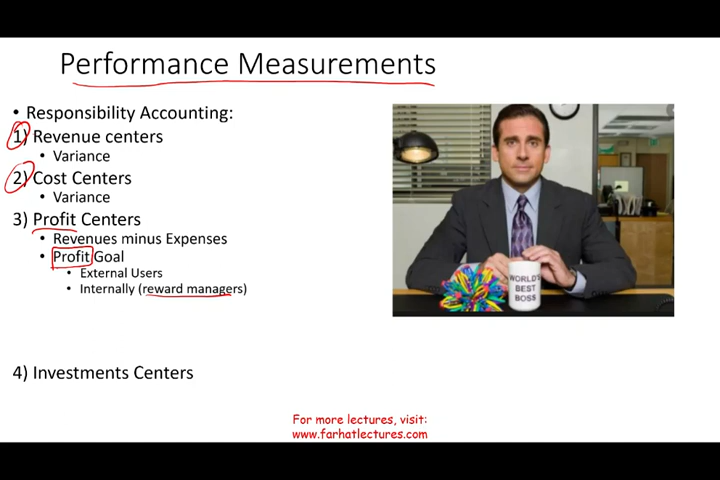 Performance Measurements
• Responsibility Accounting:
1) Revenue centers
• Variance
2) Cost Centers
• Variance
3) Profit Centers
• Revenues minus Expenses
• Profit Goal
• External Users
• Internally (reward managers)
4) Investments Centers
WORLD'S
BEST
BOSS
For more lectures, visit:
www.farhatlectures.com